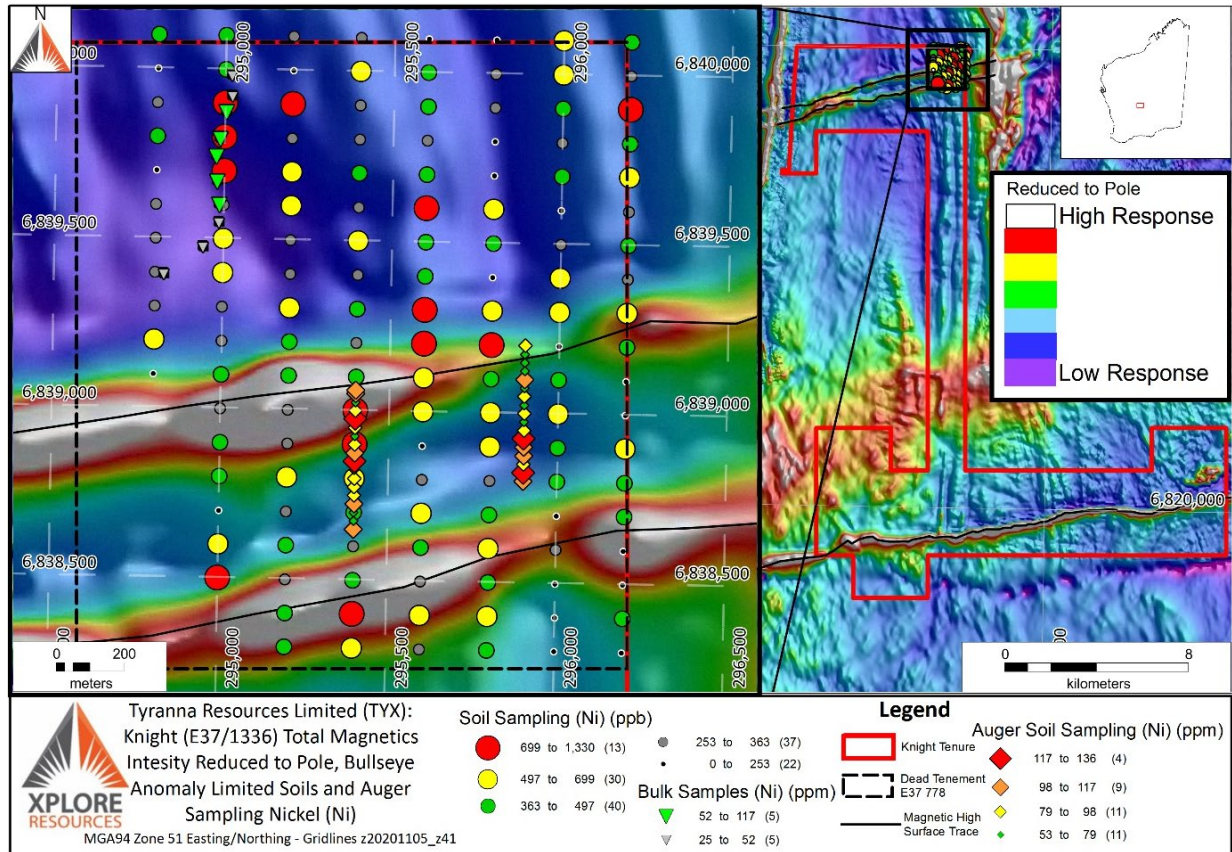 N
295,000
295,500
296,000
6,840,000
6,839,500
6,839,500
6,839,000
6,839,000
6,838,500
6,838,500
295,000
295,500
296,000
296,500
0 200
meters
Reduced to Pole
High Response
Low Response
6,820,000
0 8
kilometers
XPLORE
RESOURCES
Tyranna Resources Limited (TYX):
Knight (E37/1336) Total Magnetics
Intesity Reduced to Pole, Bullseye
Anomaly Limited Soils and Auger
Sampling Nickel (Ni)
MGA94 Zone 51 Easting/Northing - Gridlines z20201105_z41
Soil Sampling (Ni) (ppb)
699 to 1,330 (13)
497 to 699 (30)
363 to 497 (40)
253 to 363 (37)
0 to 253 (22)
Bulk Samples (Ni) (ppm)
52 to 117 (5)
25 to 52 (5)
Legend
Knight Tenure
Dead Tenement
E37 778
Magnetic High
Surface Trace
Auger Soil Sampling (Ni) (ppm)
117 to 136 (4)
98 to 117 (9)
79 to 98 (11)
53 to 79 (11)